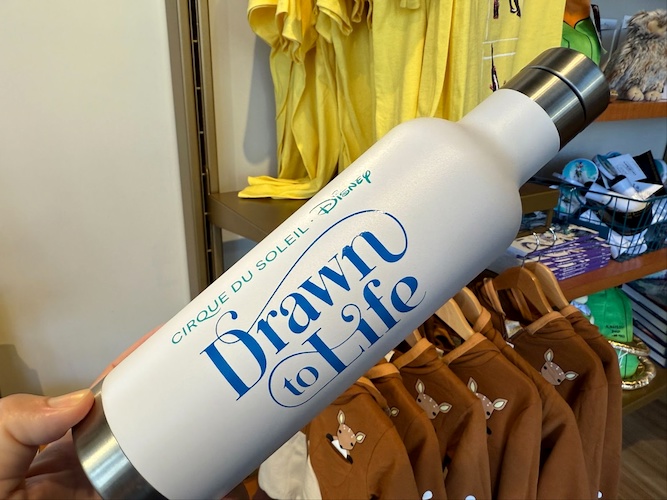 CIRQUE DU SOLEIL · Disney
Drawn
to Life